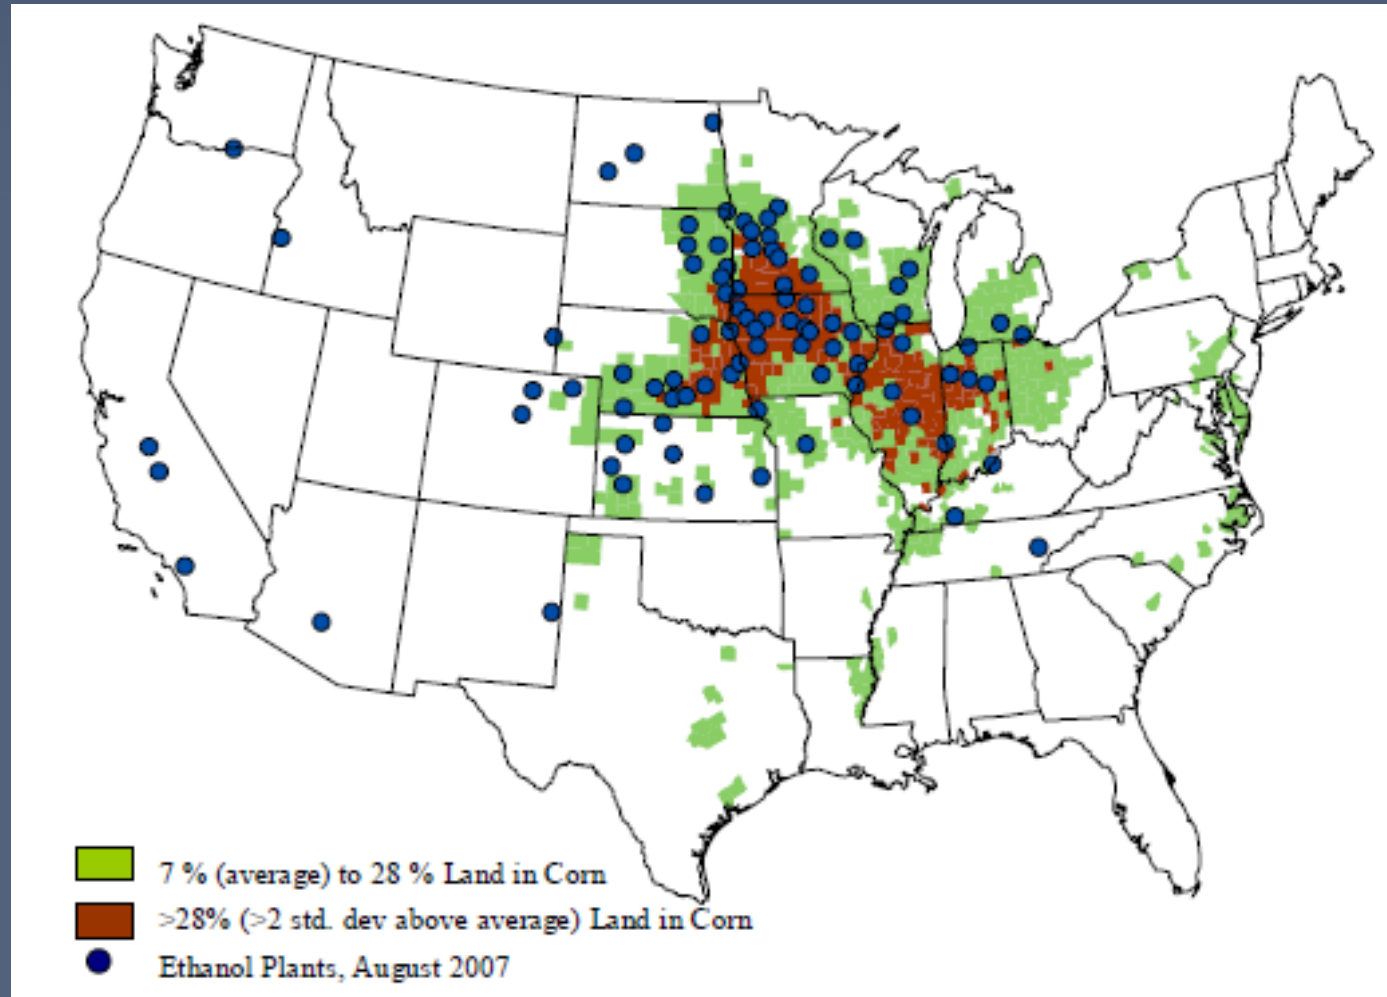 7 % (average) to 28 % Land in Corn
>28% (>2 std. dev above average) Land in Corn
Ethanol Plants, August 2007